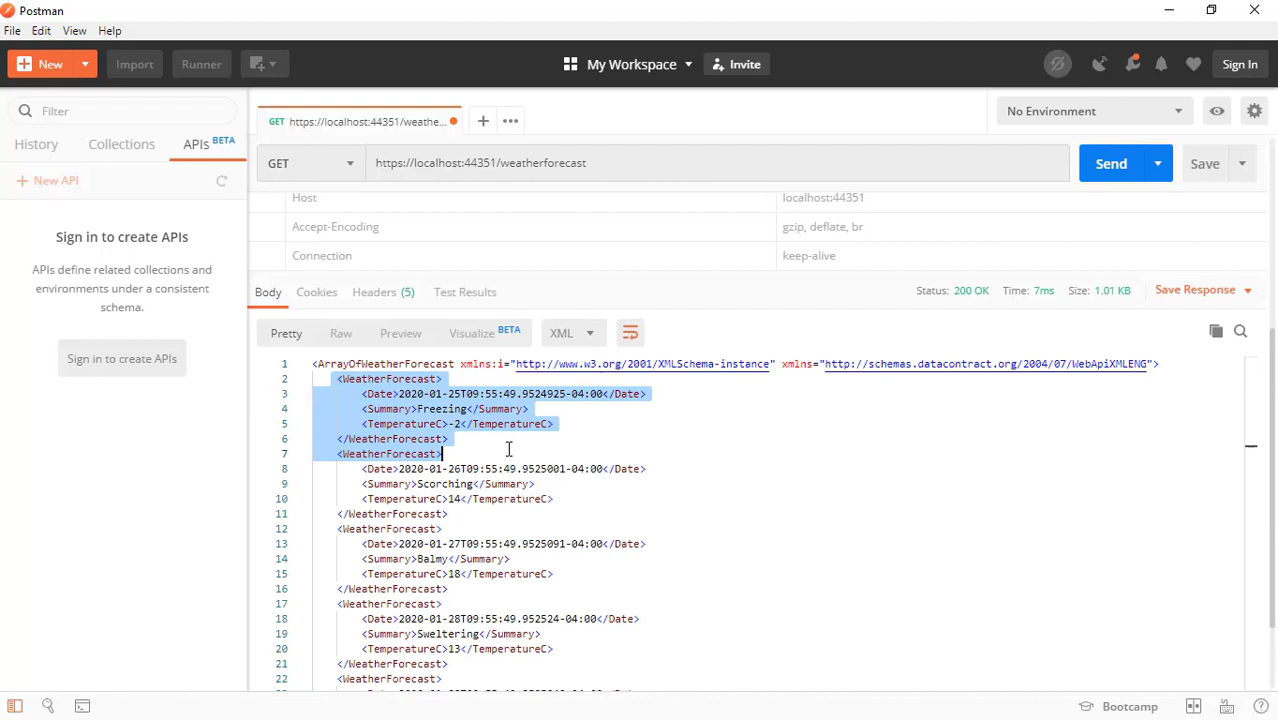 Postman
File Edit View Help
New Import Runner My Workspace Invite Sign In
Filter
History Collections APIs BETA
+ New API
Sign in to create APIs
APIs define related collections and
environments under a consistent
schema.
Sign in to create APIs
GET https://localhost:44351/weathe...
No Environment
GET https://localhost:44351/weatherforecast Send Save
Host localhost:44351
Accept-Encoding gzip, deflate, br
Connection keep-alive
Body Cookies Headers (5) Test Results Status: 200 OK Time: 7ms Size: 1.01 KB Save Response
Pretty Raw Preview Visualize BETA XML
1 <ArrayOfWeatherForecast xmlns:i="http://www.w3.org/2001/XMLSchema-instance" xmlns="http://schemas.datacontract.org/2004/07/WebApiXMLENG">
2 <WeatherForecast>
3 <Date>2020-01-25T09:55:49.9524925-04:00</Date>
4 <Summary>Freezing</Summary>
5 <TemperatureC>-2</TemperatureC>
6 </WeatherForecast>
7 <WeatherForecast>
8 <Date>2020-01-26T09:55:49.9525001-04:00</Date>
9 <Summary>Scorching</Summary>
10 <TemperatureC>14</TemperatureC>
11 </WeatherForecast>
12 <WeatherForecast>
13 <Date>2020-01-27T09:55:49.9525091-04:00</Date>
14 <Summary>Balmy</Summary>
15 <TemperatureC>18</TemperatureC>
16 </WeatherForecast>
17 <WeatherForecast>
18 <Date>2020-01-28T09:55:49.952524-04:00</Date>
19 <Summary>Sweltering</Summary>
20 <TemperatureC>13</TemperatureC>
21 </WeatherForecast>
22 <WeatherForecast>
Bootcamp